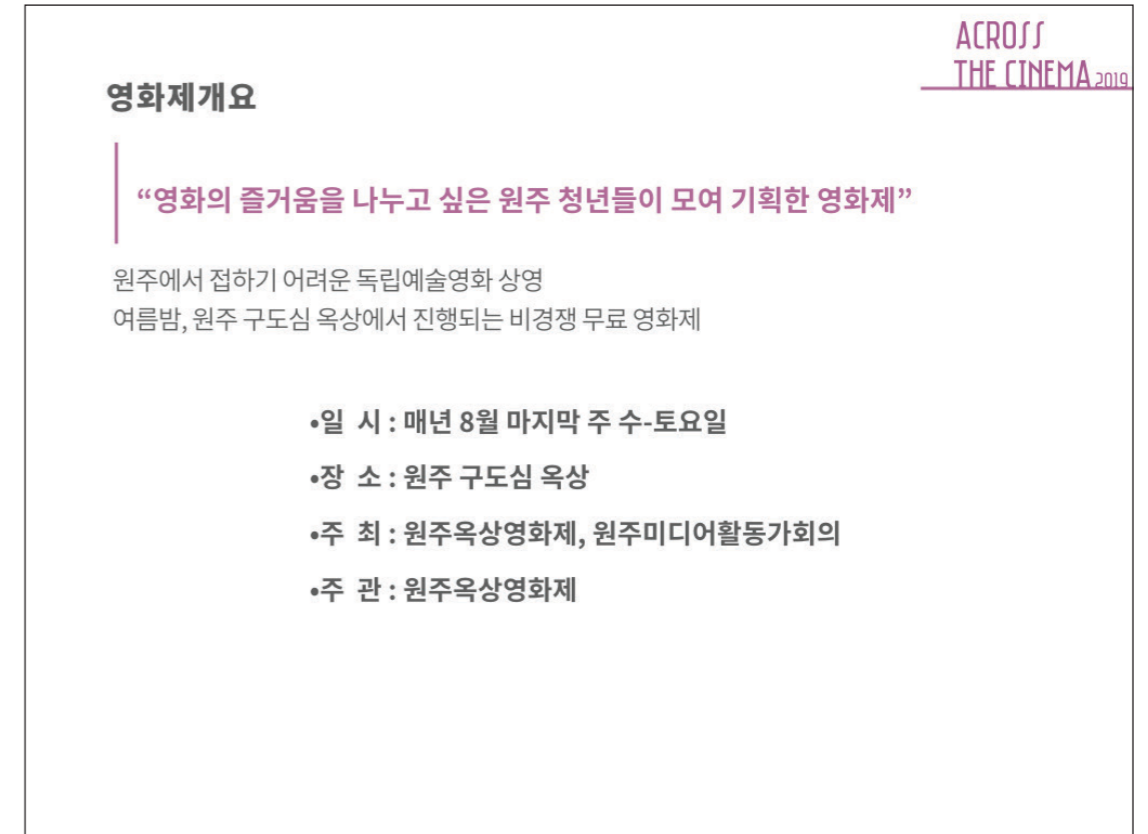 ACROSS
THE CINEMA 2019
영화제개요
“영화의 즐거움을 나누고 싶은 원주 청년들이 모여 기획한 영화제”
원주에서 접하기 어려운 독립예술영화 상영
여름밤, 원주 구도심 옥상에서 진행되는 비경쟁 무료 영화제
•일 시 : 매년 8월 마지막 주 수-토요일
•장 소 : 원주 구도심 옥상
•주 최 : 원주옥상영화제, 원주미디어활동가회의
•주 관 : 원주옥상영화제